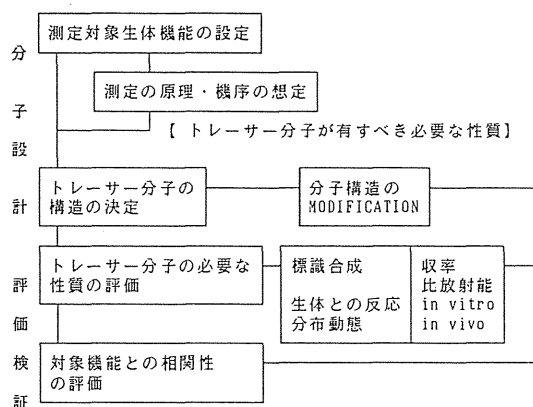 測定対象生体機能の設定
測定の原理・機序の想定
【 トレーサー分子が有すべき必要な性質】
分子設計
トレーサー分子の
構造の決定
分子構造の
MODIFICATION
評価
トレーサー分子の必要な
性質の評価
標識合成
生体との反応
分布動態
収率
比放射能
in vitro
in vivo
検証
対象機能との相関性
の評価